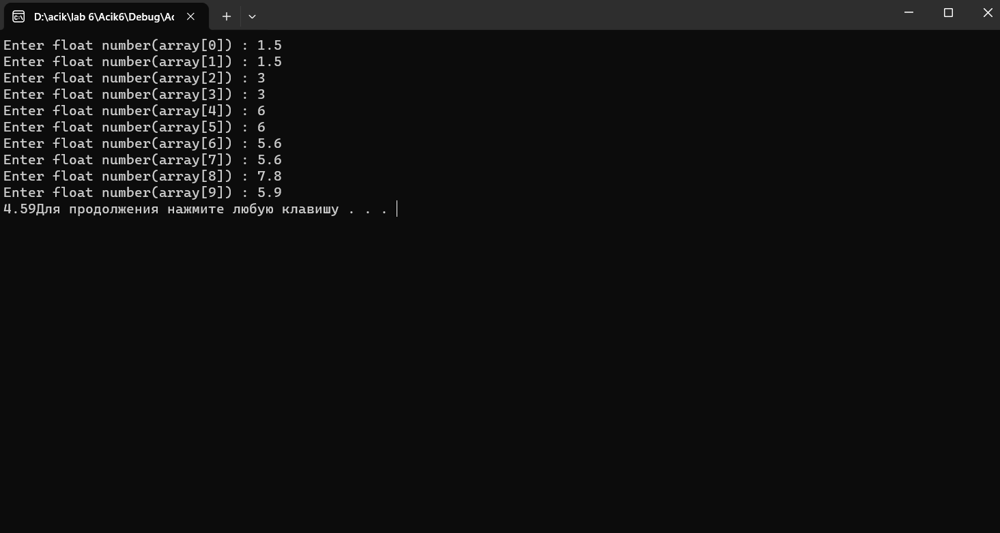 D:\acik\lab 6\Acik6\Debug\Ac
Enter float number(array[0]) : 1.5
Enter float number(array[1]) : 1.5
Enter float number(array[2]) : 3
Enter float number(array[3]) : 3
Enter float number(array[4]) : 6
Enter float number(array[5]) : 6
Enter float number(array[6]) : 5.6
Enter float number(array[7]) : 5.6
Enter float number(array[8]) : 7.8
Enter float number(array[9]) : 5.9
4.59Для продолжения нажмите любую клавишу . . .